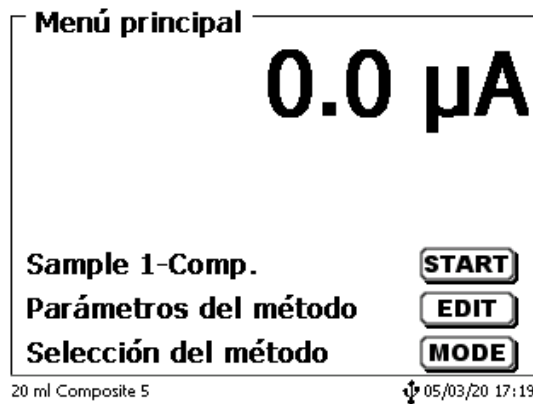 Menú principal
0.0 µA
Sample 1-Comp. START
Parámetros del método EDIT
Selección del método MODE
20 ml Composite 5 05/03/20 17:19